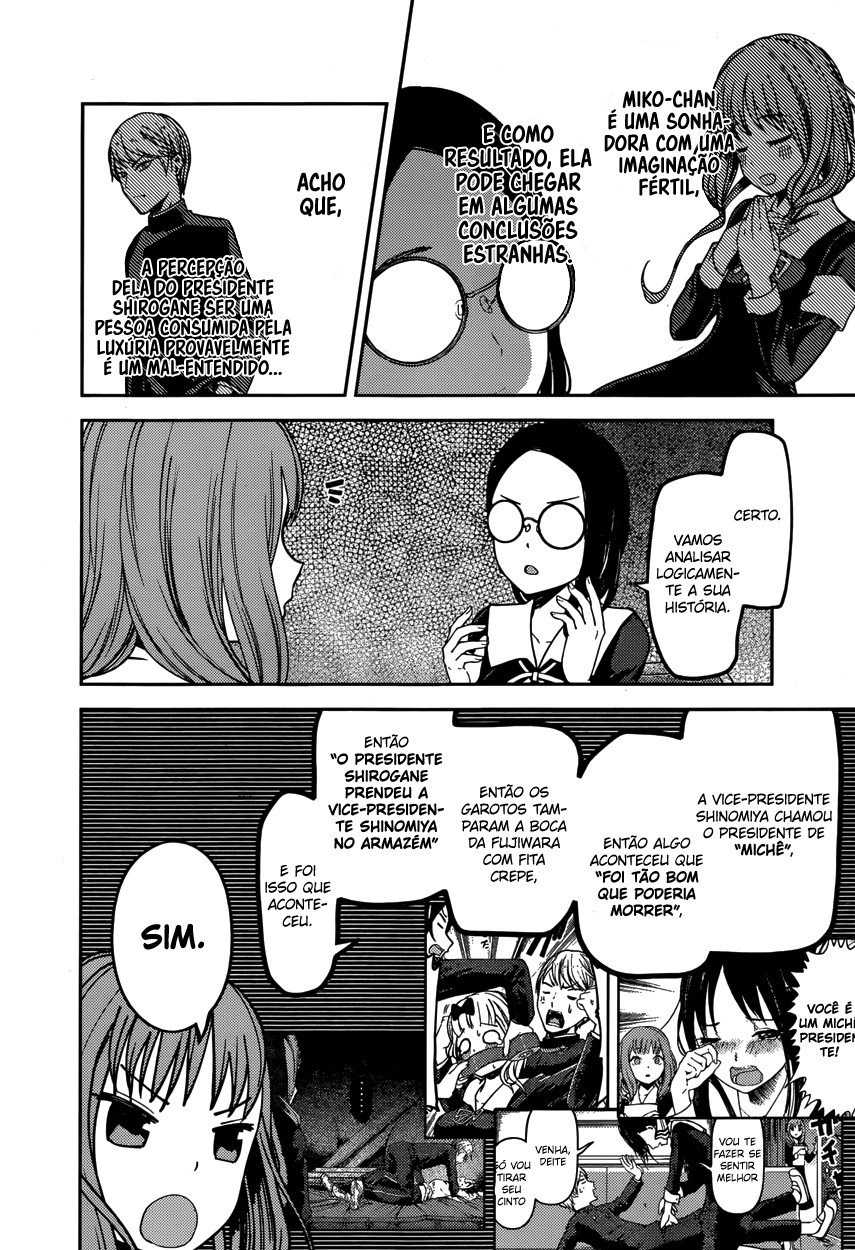 MIKO-CHAN
É UMA SONHA-
DORA COM UMA
IMAGINAÇÃO
FÉRTIL,
E COMO
RESULTADO, ELA
PODE CHEGAR
EM ALGUMAS
CONCLUSÕES
ESTRANHAS.
ACHO
QUE,
A PERCEPÇÃO
DELA DO PRESIDENTE
SHIROGANE SER UMA
PESSOA CONSUMIDA PELA
LUXÚRIA PROVAVELMENTE
É UM MAL-ENTENDIDO...
CERTO.
VAMOS
ANALISAR
LOGICAMEN-
TE A SUA
HISTÓRIA.
A VICE-PRESIDENTE
SHINOMIYA CHAMOU
O PRESIDENTE DE
“MICHÊ”,
ENTÃO ALGO
ACONTECEU QUE
“FOI TÃO BOM
QUE PODERIA
MORRER”,
ENTÃO OS
GAROTOS TAM-
PARAM A BOCA
DA FUJIWARA
COM FITA
CREPE,
ENTÃO
“O PRESIDENTE
SHIROGANE
PRENDEU A
VICE-PRESIDEN-
TE SHINOMIYA
NO ARMAZÉM”
E FOI
ISSO QUE
ACONTE-
CEU.
SIM.
VOCÊ É
UM MICHÊ
PRESIDEN-
TE!
VOU TE
FAZER SE
SENTIR
MELHOR
VENHA,
DEITE
SÓ VOU
TIRAR
SEU
CINTO